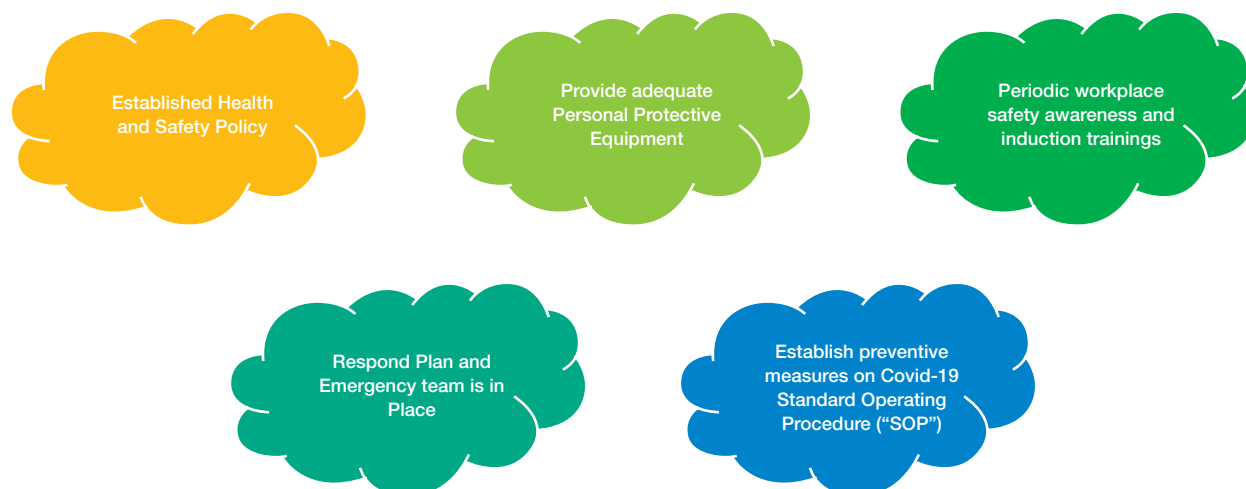 Established Health
and Safety Policy
Provide adequate
Personal Protective
Equipment
Periodic workplace
safety awareness and
induction trainings
Respond Plan and
Emergency team is in
Place
Establish preventive
measures on Covid-19
Standard Operating
Procedure (“SOP”)